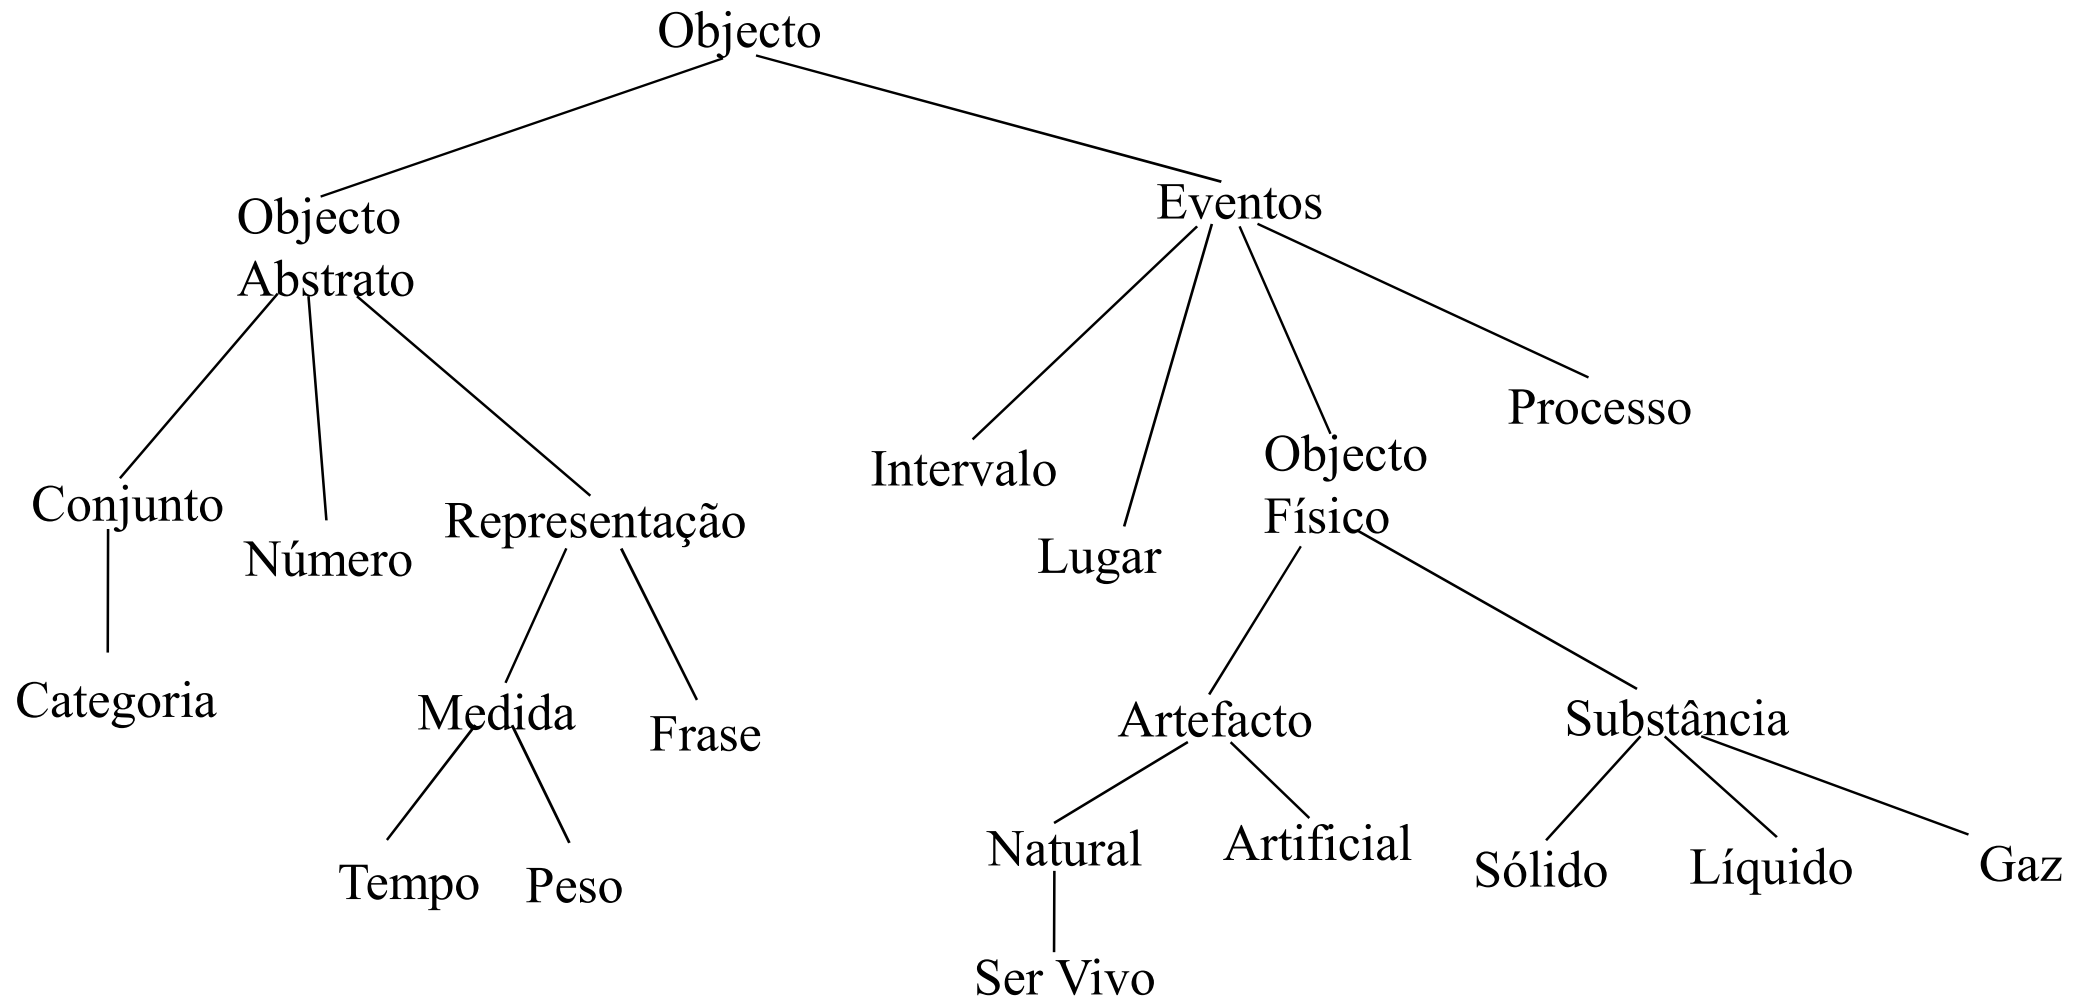 Objecto
Objecto
Abstrato
Eventos
Conjunto
Número
Representação
Intervalo
Lugar
Objecto
Físico
Processo
Categoria
Medida
Frase
Artefacto
Substância
Tempo
Peso
Natural
Artificial
Sólido
Líquido
Gaz
Ser Vivo